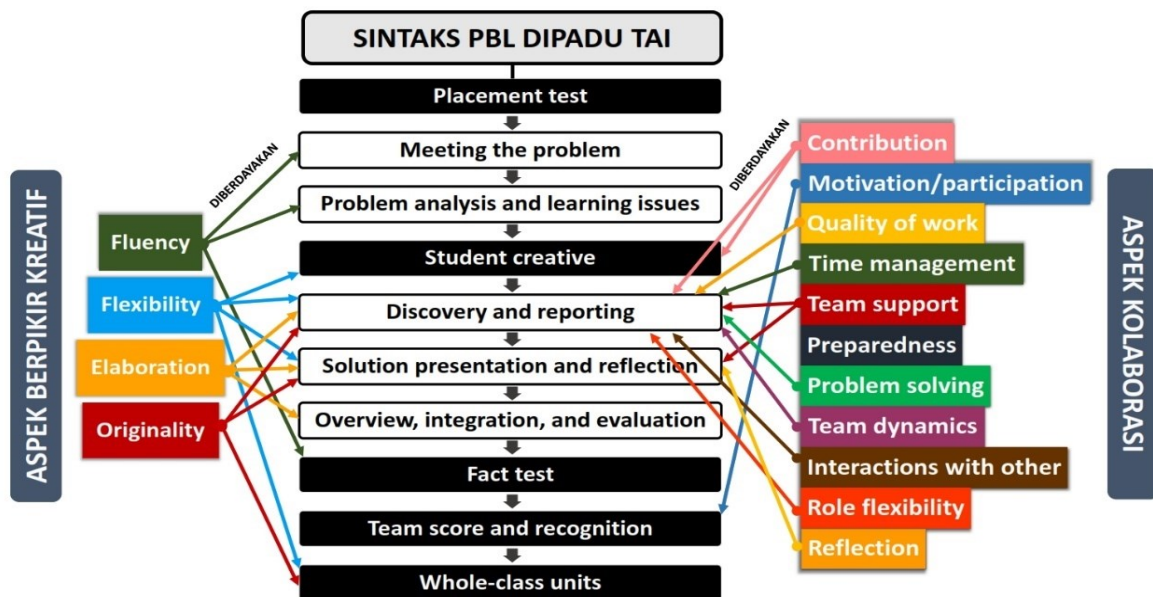 SINTAKS PBL DIPADU TAI
Placement test
Meeting the problem
Problem analysis and learning issues
Student creative
Discovery and reporting
Solution presentation and reflection
Overview, integration, and evaluation
Fact test
Team score and recognition
Whole-class units
ASPEK BERPIKIR KREATIF
DIBERDAYAKAN
Fluency
Flexibility
Elaboration
Originality
DIBERDAYAKAN
Contribution
Motivation/participation
Quality of work
Time management
Team support
Preparedness
Problem solving
Team dynamics
Interactions with other
Role flexibility
Reflection
ASPEK KOLABORASI